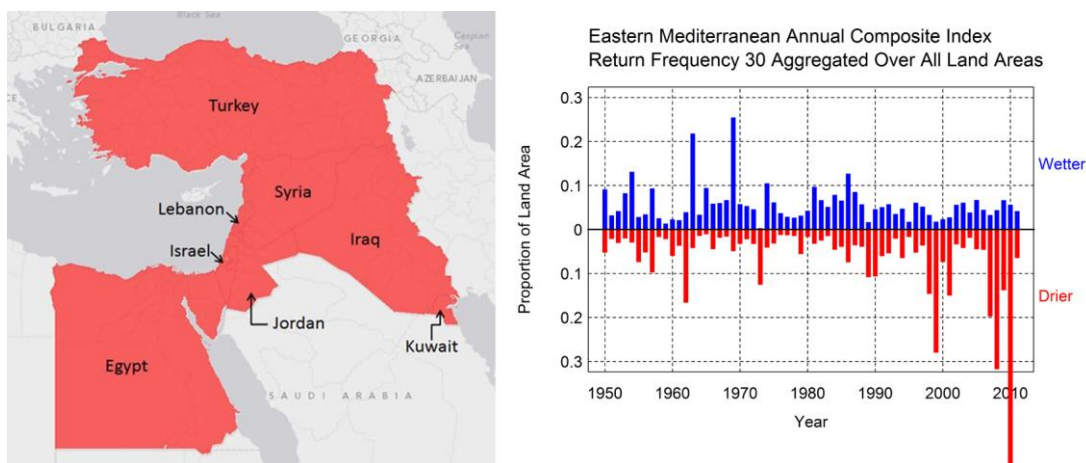 BULGARIA
Black Sea
GEORGIA
Caspian
Sea
AZERBAIJAN
CE
Turkey
Syria
Lebanon
Israel
Iraq
Jordan
Kuwait
Egypt
SAUDI ARABIA
Eastern Mediterranean Annual Composite Index
Return Frequency 30 Aggregated Over All Land Areas
0.3
0.2
0.1
0
0.1
0.2
0.3
Proportion of Land Area
Wetter
Drier
1950 1960 1970 1980 1990 2000 2010
Year